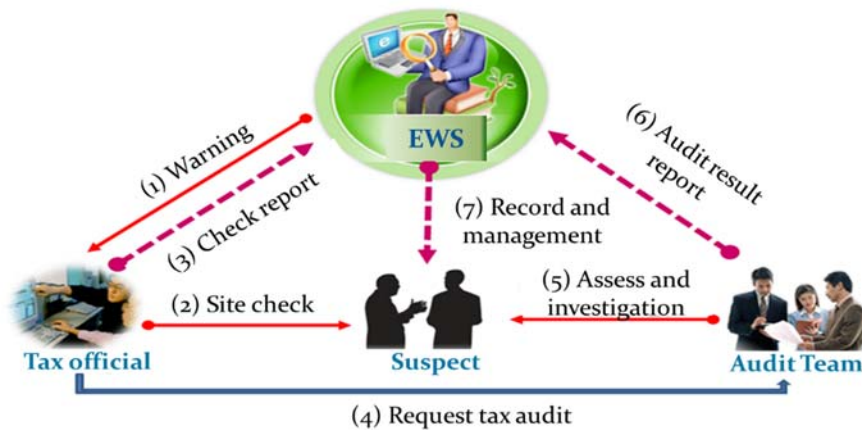 EWS
(1) Warning
(3) Check report
(6) Audit result
report
(7) Record and
management
(2) Site check
(5) Assess and
investigation
Tax official
Suspect
Audit Team
(4) Request tax audit